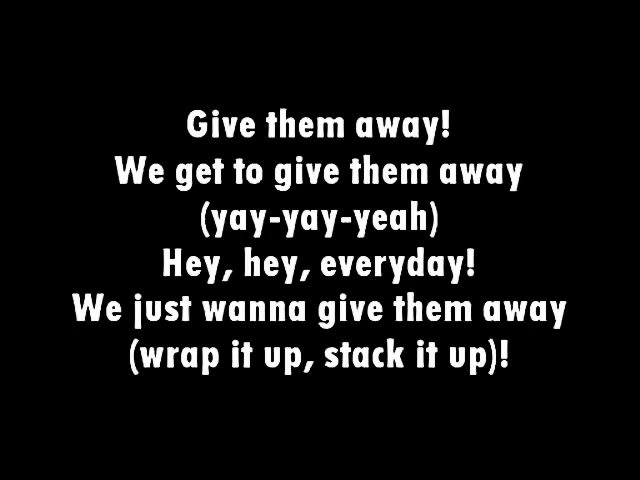 Give them away!
We get to give them away
(yay-yay-yeah)
Hey, hey, everyday!
We just wanna give them away
(wrap it up, stack it up)!